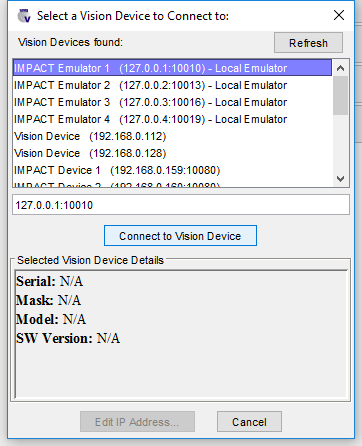 Select a Vision Device to Connect to:
Vision Devices found:
Refresh
IMPACT Emulator 1 (127.0.0.1:10010) - Local Emulator
IMPACT Emulator 2 (127.0.0.2:10013) - Local Emulator
IMPACT Emulator 3 (127.0.0.3:10016) - Local Emulator
IMPACT Emulator 4 (127.0.0.4:10019) - Local Emulator
Vision Device (192.168.0.112)
Vision Device (192.168.0.128)
IMPACT Device 1 (192.168.0.159:10080)
IMPACT Device 2 (192.168.0.160:10080)
127.0.0.1:10010
Connect to Vision Device
Selected Vision Device Details
Serial: N/A
Mask: N/A
Model: N/A
SW Version: N/A
Edit IP Address...
Cancel